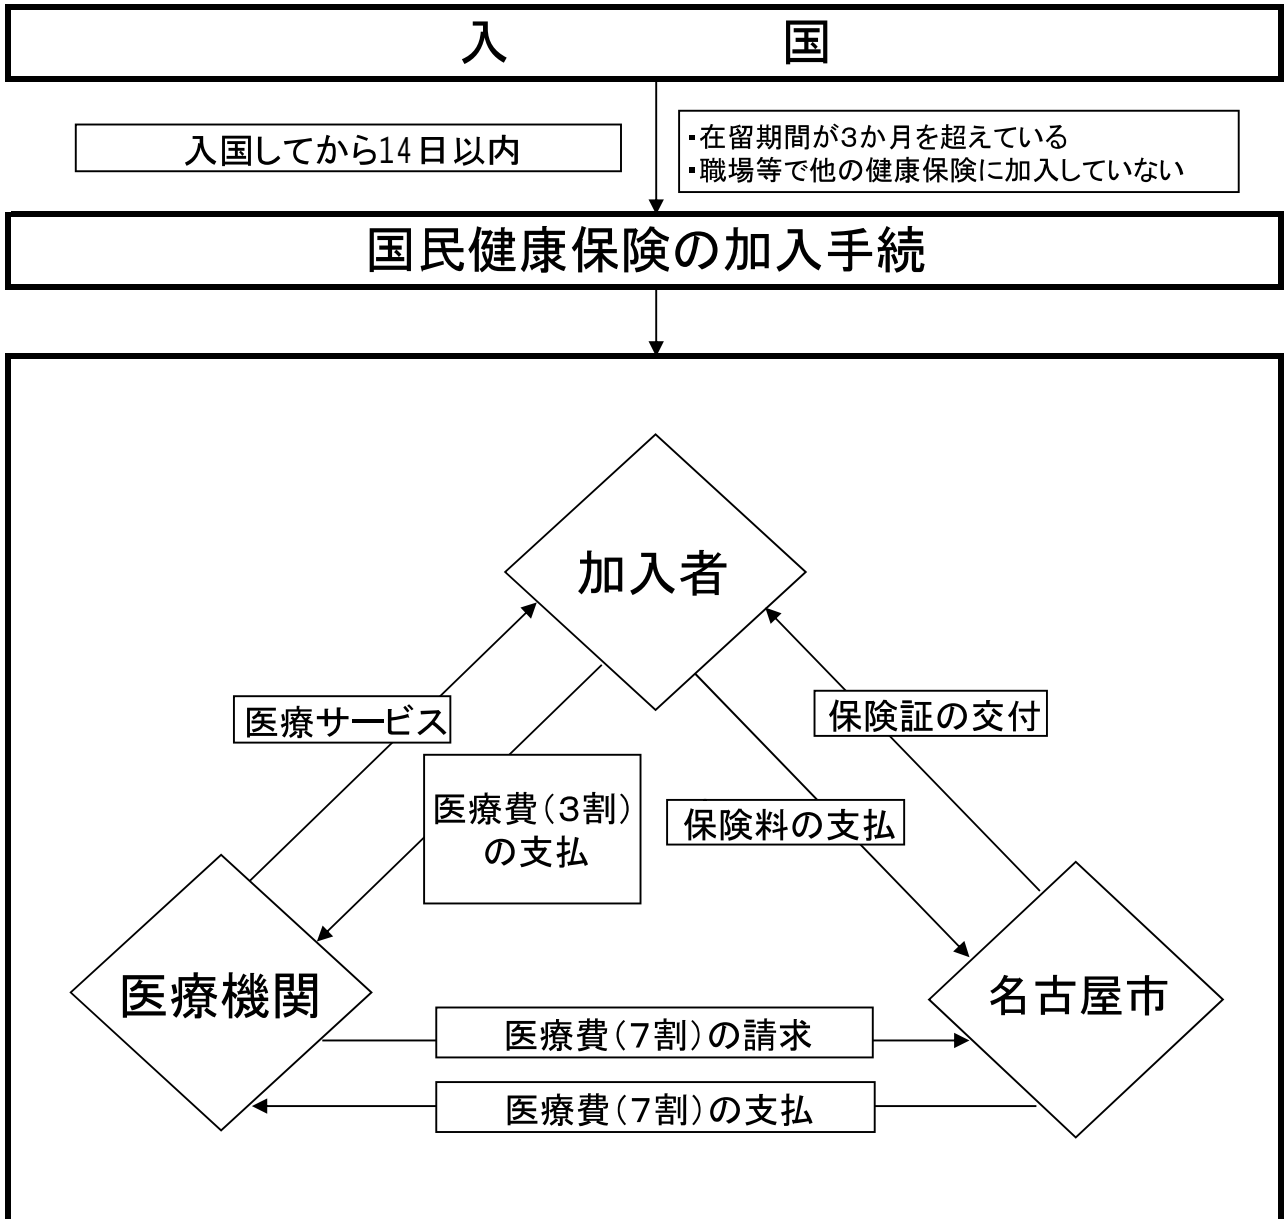 入国
入国してから14日以内
・在留期間が３か月を超えている
・職場等で他の健康保険に加入していない
国民健康保険の加入手続
加入者
医療サービス
保険証の交付
医療費（３割）
の支払
保険料の支払
医療機関
名古屋市
医療費（７割）の請求
医療費（７割）の支払